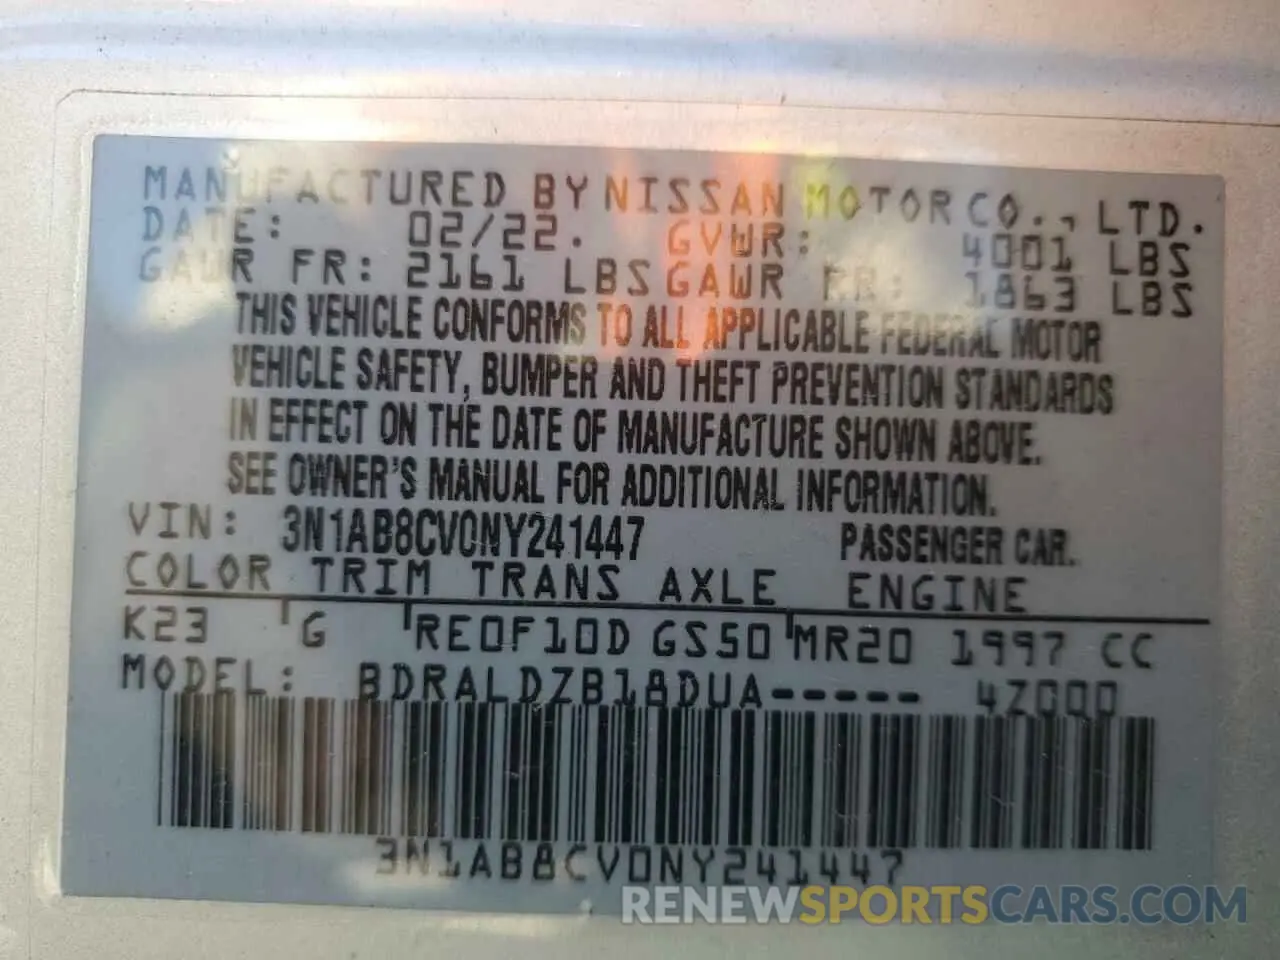 MANUFACTURED BY NISSAN MOTOR CO., LTD.
DATE: 02/22. GVWR: 4001 LBS
GAWR FR: 2161 LBS GAWR RR: 1863 LBS
THIS VEHICLE CONFORMS TO ALL APPLICABLE FEDERAL MOTOR
VEHICLE SAFETY, BUMPER AND THEFT PREVENTION STANDARDS
IN EFFECT ON THE DATE OF MANUFACTURE SHOWN ABOVE.
SEE OWNER'S MANUAL FOR ADDITIONAL INFORMATION.
VIN: 3N1AB8CV0NY241447 PASSENGER CAR.
COLOR TRIM TRANS AXLE ENGINE
K23 G RE0F10D GS50 MR20 1997 CC
MODEL: BDRALDZB18DUA----- 4Z000
3N1AB8CV0NY241447
RENEWSPORTSCARS.COM